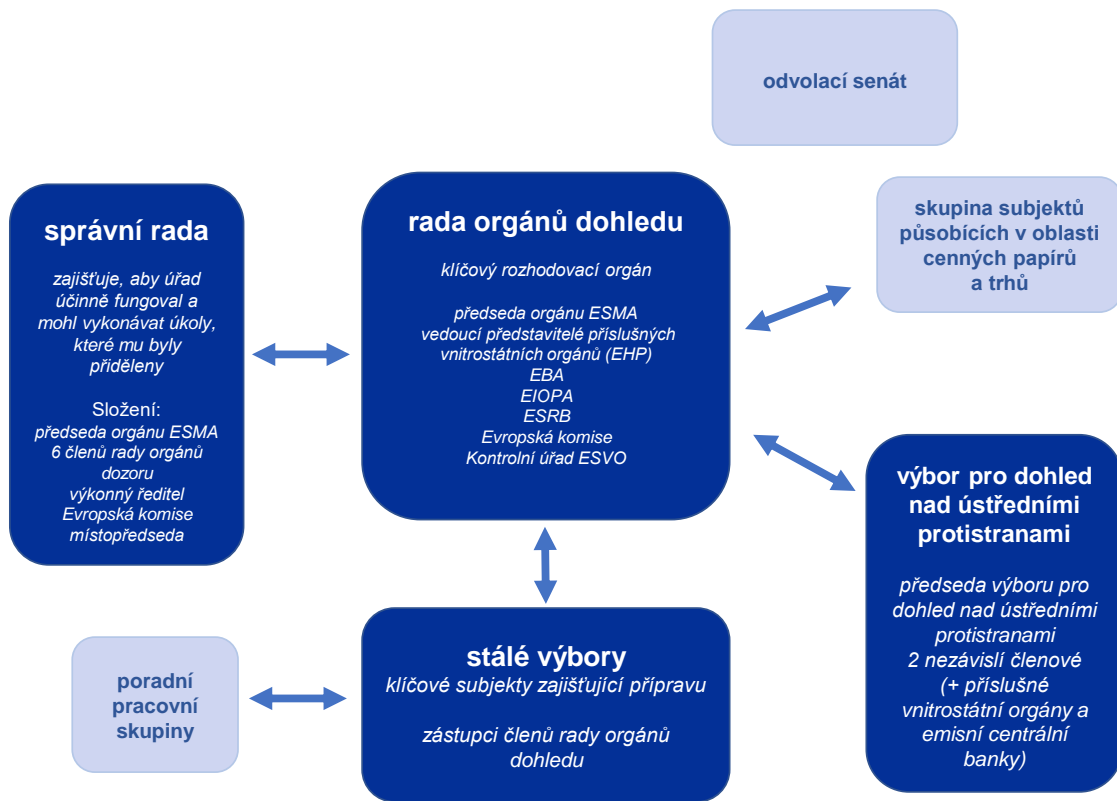 odvolací senát
správní rada
zajišťuje, aby úřad
účinně fungoval a
mohl vykonávat úkoly,
které mu byly
přiděleny
Složení:
předseda orgánu ESMA
6 členů rady orgánů
dozoru
výkonný ředitel
Evropská komise
místopředseda
rada orgánů dohledu
klíčový rozhodovací orgán
předseda orgánu ESMA
vedoucí představitelé příslušných
vnitrostátních orgánů (EHP)
EBA
EIOPA
ESRB
Evropská komise
Kontrolní úřad ESVO
skupina subjektů
působících v oblasti
cenných papírů
a trhů
výbor pro dohled
nad ústředními
protistranami
předseda výboru pro
dohled nad ústředními
protistranami
2 nezávislí členové
(+ příslušné
vnitrostátní orgány a
emisní centrální
banky)
stálé výbory
klíčové subjekty zajišťující přípravu
zástupci členů rady orgánů
dohledu
poradní
pracovní
skupiny